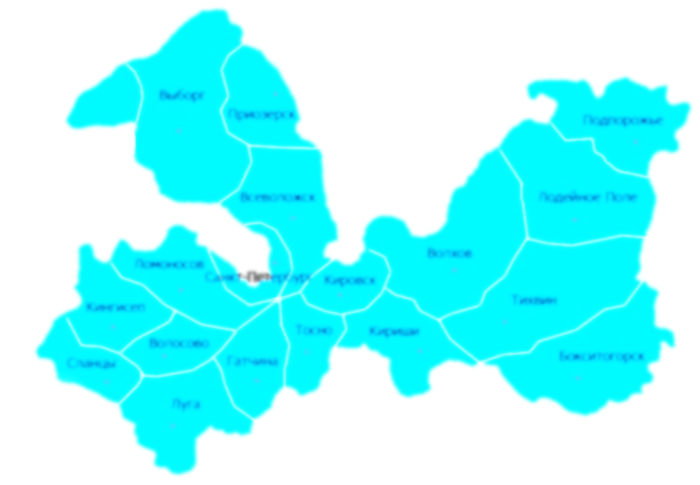 Выборг
Приозерск
Подпорожье
Всеволожск
Лодейное Поле
Волхов
Ломоносов
Санкт-Петербург
Кировск
Тихвин
Кингисеп
Тосно
Кириши
Волосово
Сланцы
Гатчина
Бокситогорск
Луга